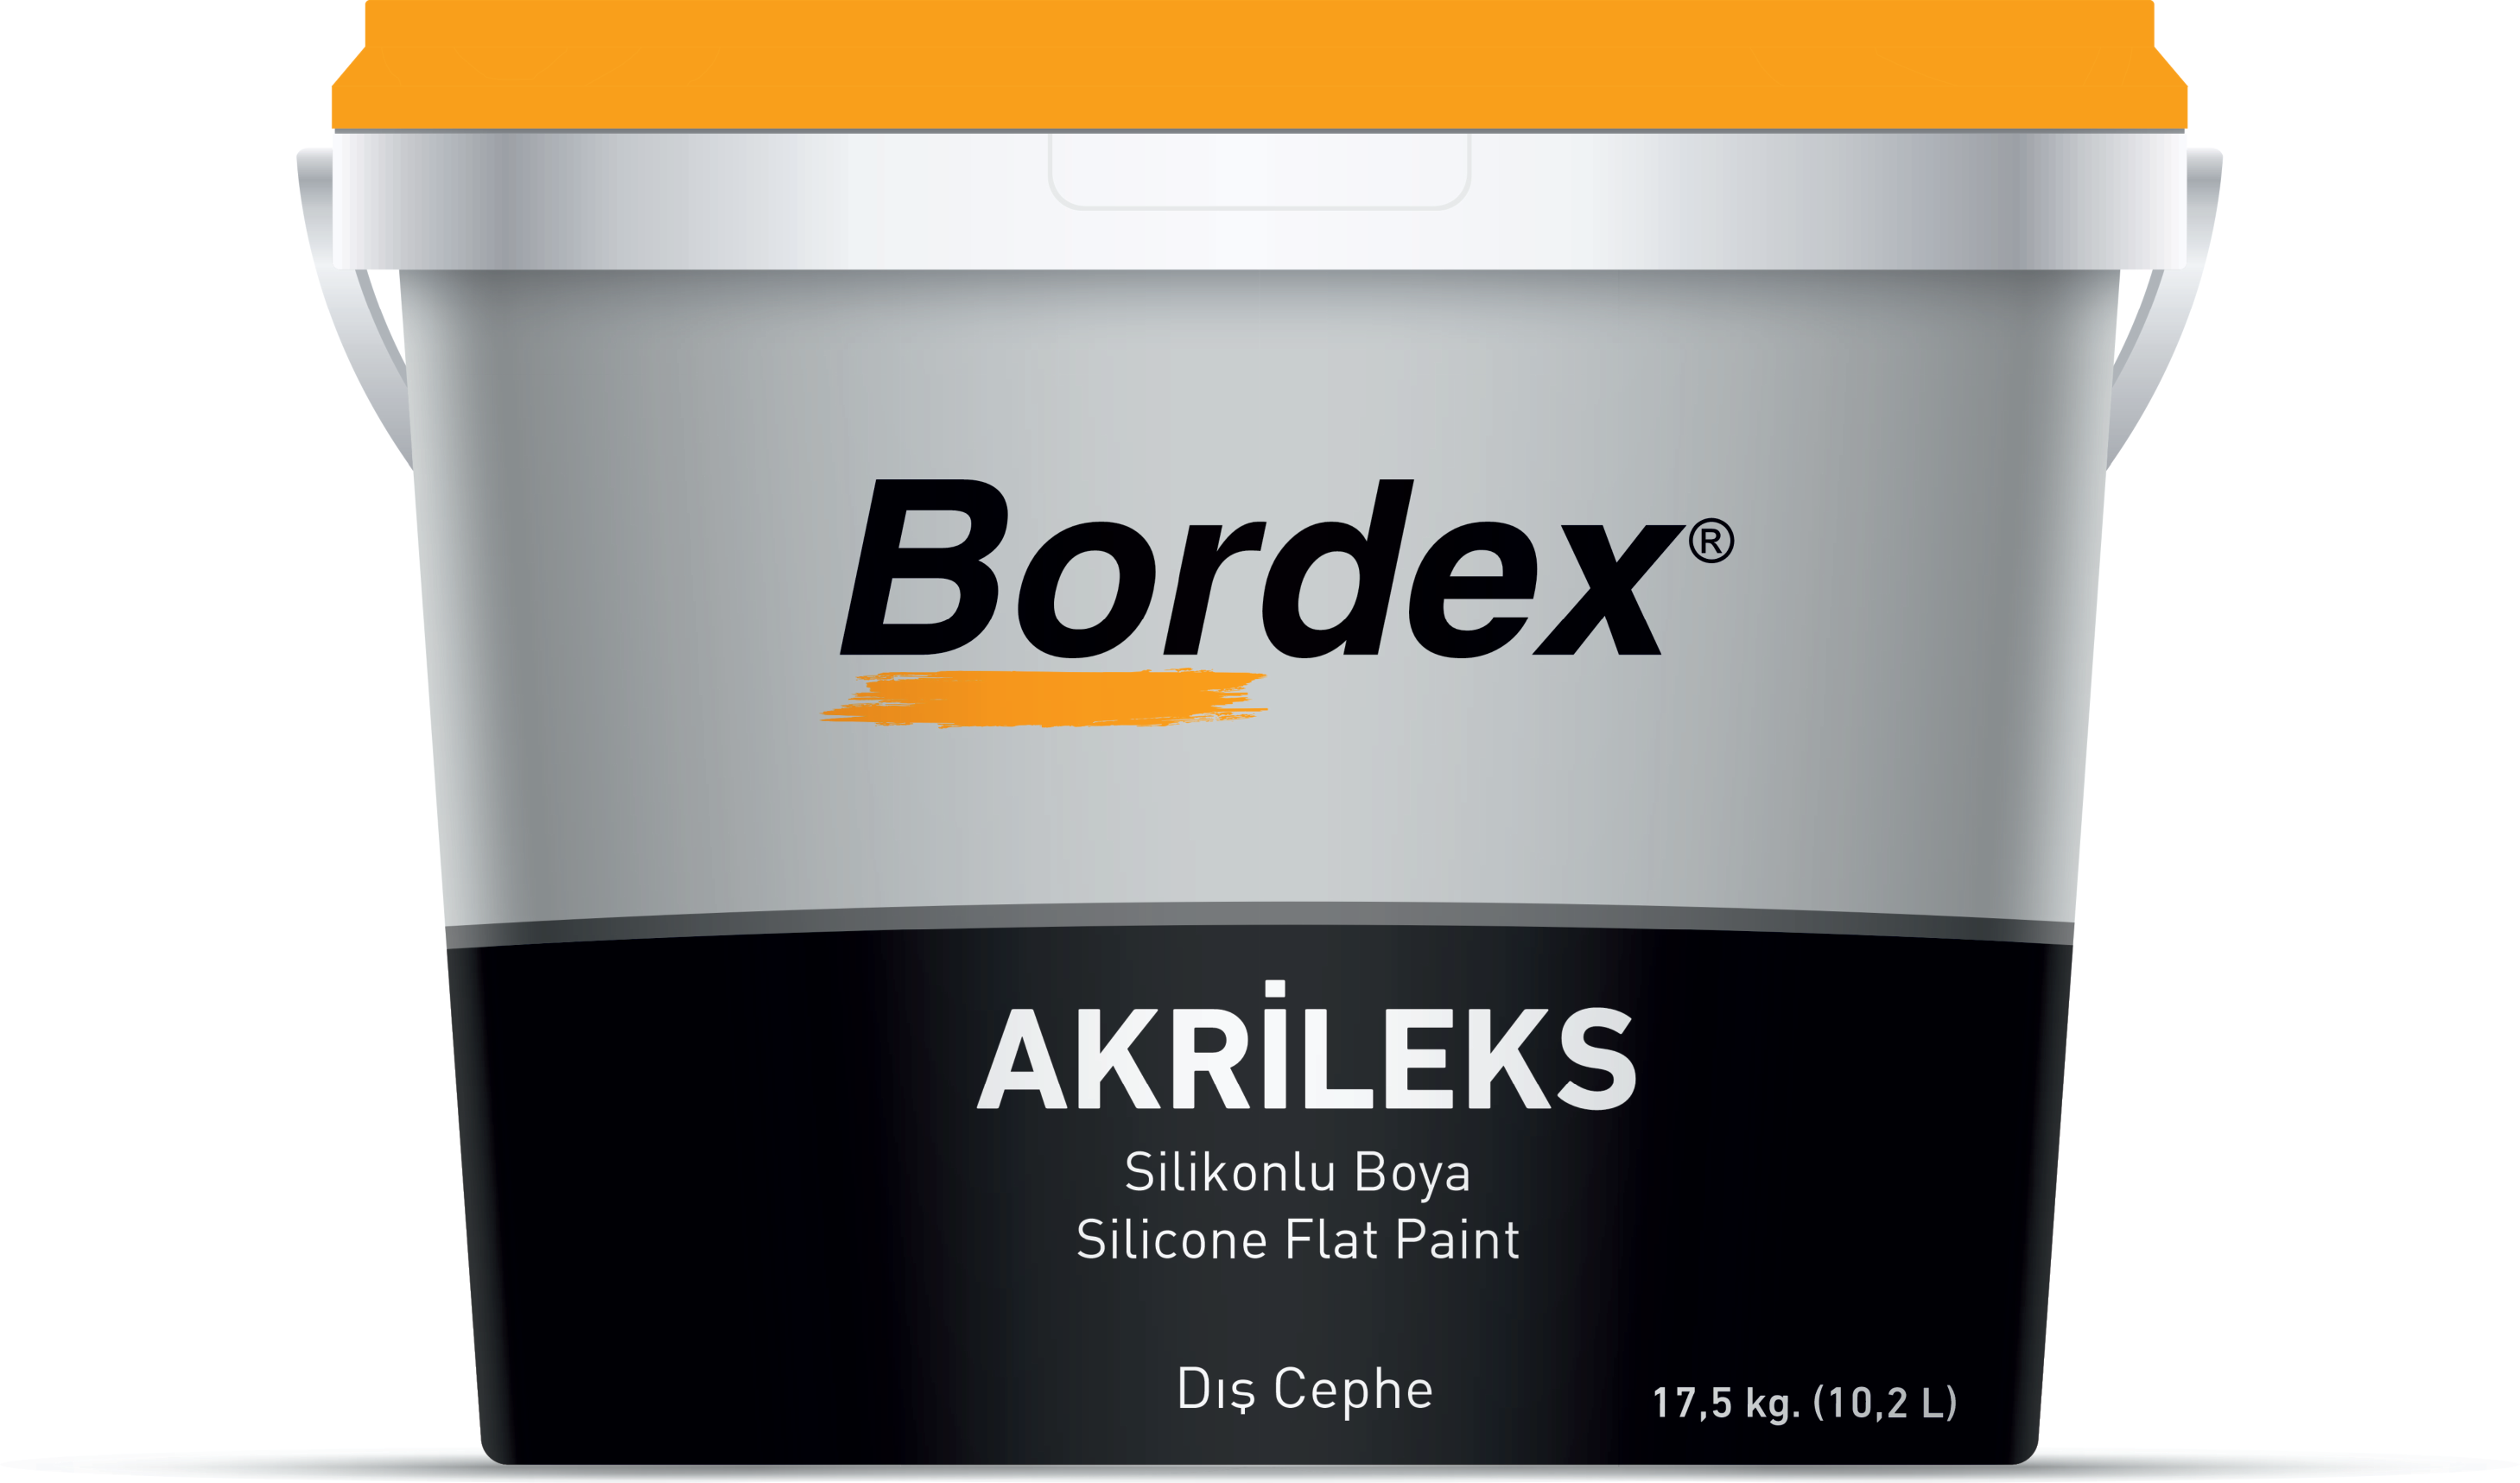 Bordex®
AKRİLEKS
Silikonlu Boya
Silicone Flat Paint
Dış Cephe
17,5 kg. (10,2 L)